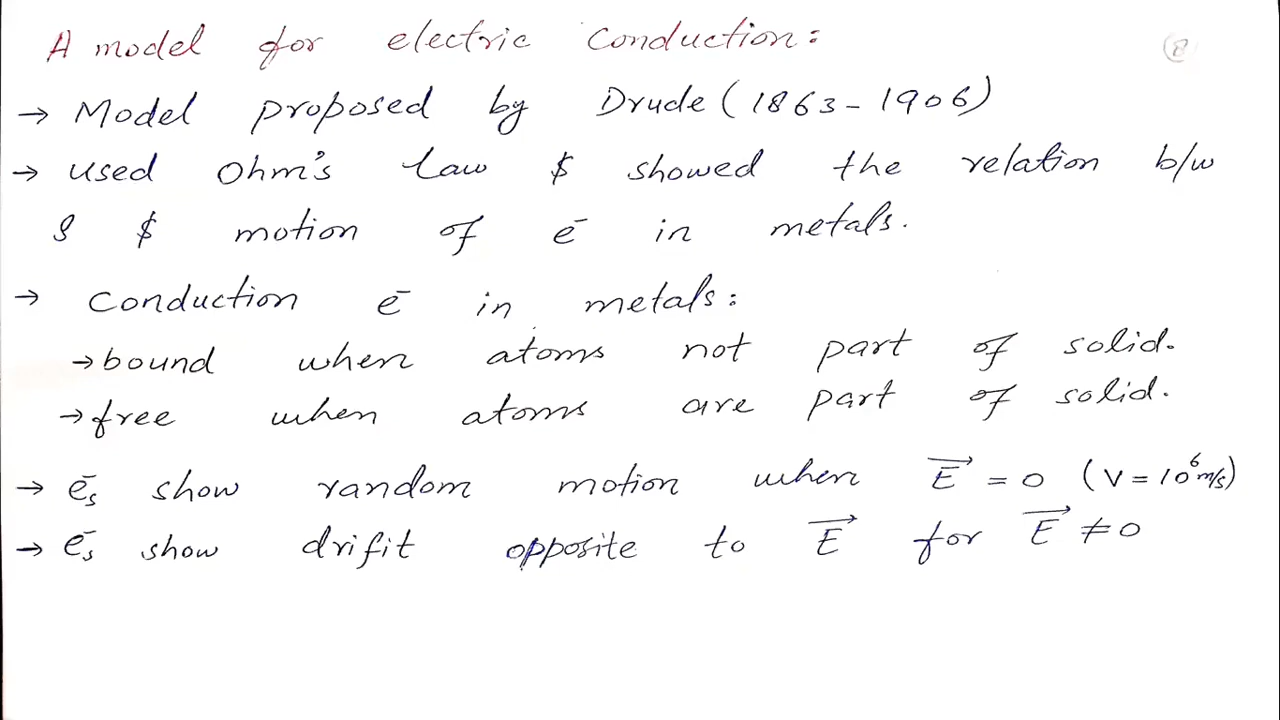 A model for electric conduction: 8
→ Model proposed by Drude (1863-1906)
→ used Ohm's law & showed the relation b/w
ρ & motion of e⁻ in metals.
→ conduction e⁻ in metals:
→ bound when atoms not part of solid.
→ free when atoms are part of solid.
→ e⁻s show random motion when E⃗ = 0 (V = 10⁶ m/s)
→ e⁻s show drifit opposite to E⃗ for E⃗ ≠ 0